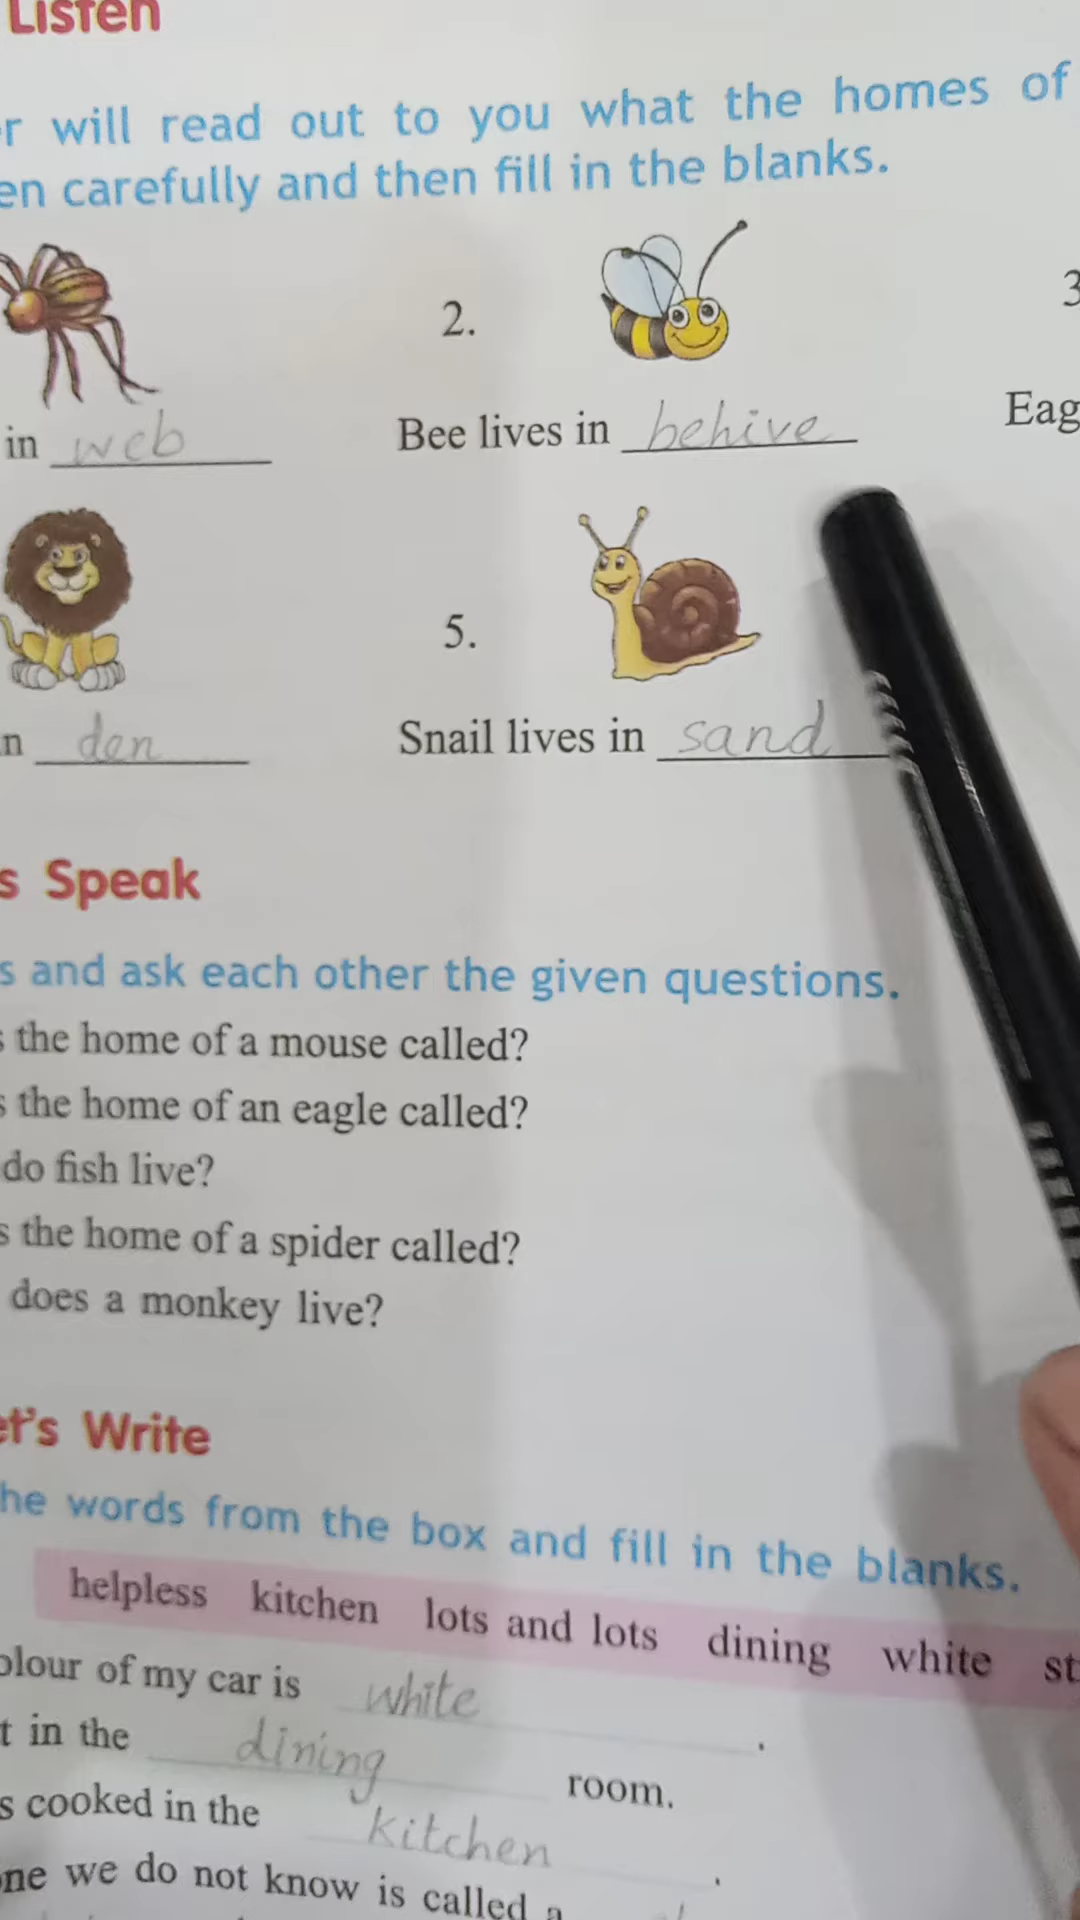 Listen
r will read out to you what the homes of
en carefully and then fill in the blanks.
2.
3
in web
Bee lives in behive
Eag
5.
n den
Snail lives in sand
s Speak
s and ask each other the given questions.
s the home of a mouse called?
s the home of an eagle called?
do fish live?
s the home of a spider called?
does a monkey live?
et's Write
he words from the box and fill in the blanks.
helpless kitchen lots and lots dining white st
olour of my car is white .
t in the dining room.
s cooked in the kitchen .
one we do not know is called a